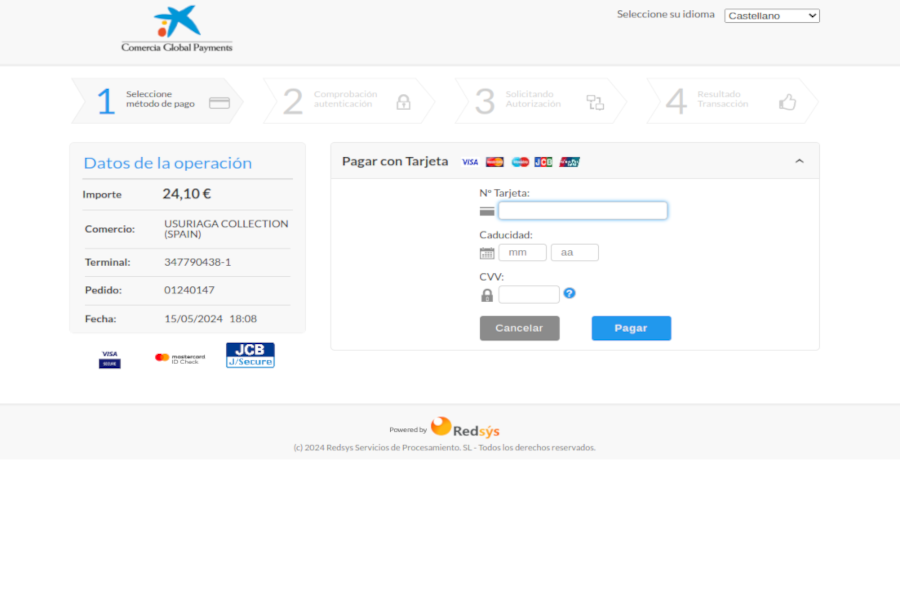 Comercia Global Payments
Seleccione su idioma Castellano
1 Seleccione método de pago
2 Comprobación autenticación
3 Solicitando Autorización
4 Resultado Transacción
Datos de la operación
Importe 24,10 €
Comercio: USURIAGA COLLECTION (SPAIN)
Terminal: 347790438-1
Pedido: 01240147
Fecha: 15/05/2024 18:08
VISA SECURE
mastercard ID Check
JCB J/Secure
Pagar con Tarjeta VISA MasterCard Maestro JCB
Nº Tarjeta:
Caducidad:
mm aa
CVV:
?
Cancelar Pagar
Powered by Redsýs
(c) 2024 Redsys Servicios de Procesamiento. SL - Todos los derechos reservados.